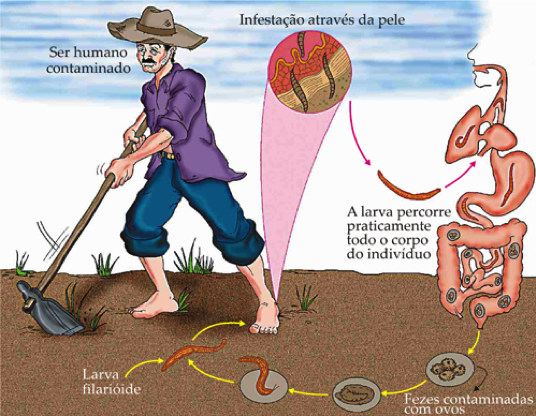 Infestação através da pele
Ser humano
contaminado
A larva percorre
praticamente
todo o corpo
do indivíduo
Larva
filarióide
Fezes contaminadas
com ovos